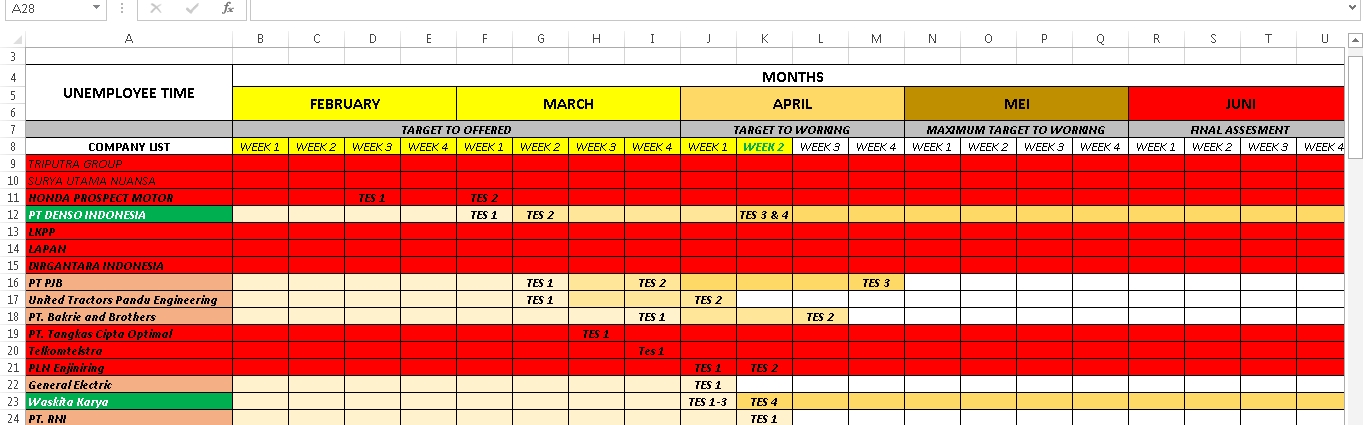 A28
fx
A B C D E F G H I J K L M N O P Q R S T U
3
4 MONTHS
UNEMPLOYEE TIME
5 FEBRUARY MARCH APRIL MEI JUNI
6
7 TARGET TO OFFERED TARGET TO WORKING MAXIMUM TARGET TO WORKING FINAL ASSESMENT
8 COMPANY LIST WEEK 1 WEEK 2 WEEK 3 WEEK 4 WEEK 1 WEEK 2 WEEK 3 WEEK 4 WEEK 1 WEEK 2 WEEK 3 WEEK 4 WEEK 1 WEEK 2 WEEK 3 WEEK 4 WEEK 1 WEEK 2 WEEK 3 WEEK 4
9 TRIPUTRA GROUP
10 SURYA UTAMA NUANSA
11 HONDA PROSPECT MOTOR TES 1 TES 2
12 PT DENSO INDONESIA TES 1 TES 2 TES 3 & 4
13 LKPP
14 LAPAN
15 DIRGANTARA INDONESIA
16 PT PJB TES 1 TES 2 TES 3
17 United Tractors Pandu Engineering TES 1 TES 2
18 PT. Bakrie and Brothers TES 1 TES 2
19 PT. Tangkas Cipta Optimal TES 1
20 Telkomtelstra Tes 1
21 PLN Enjiniring TES 1 TES 2
22 General Electric TES 1
23 Waskita Karya TES 1-3 TES 4
24 PT. RNI TES 1